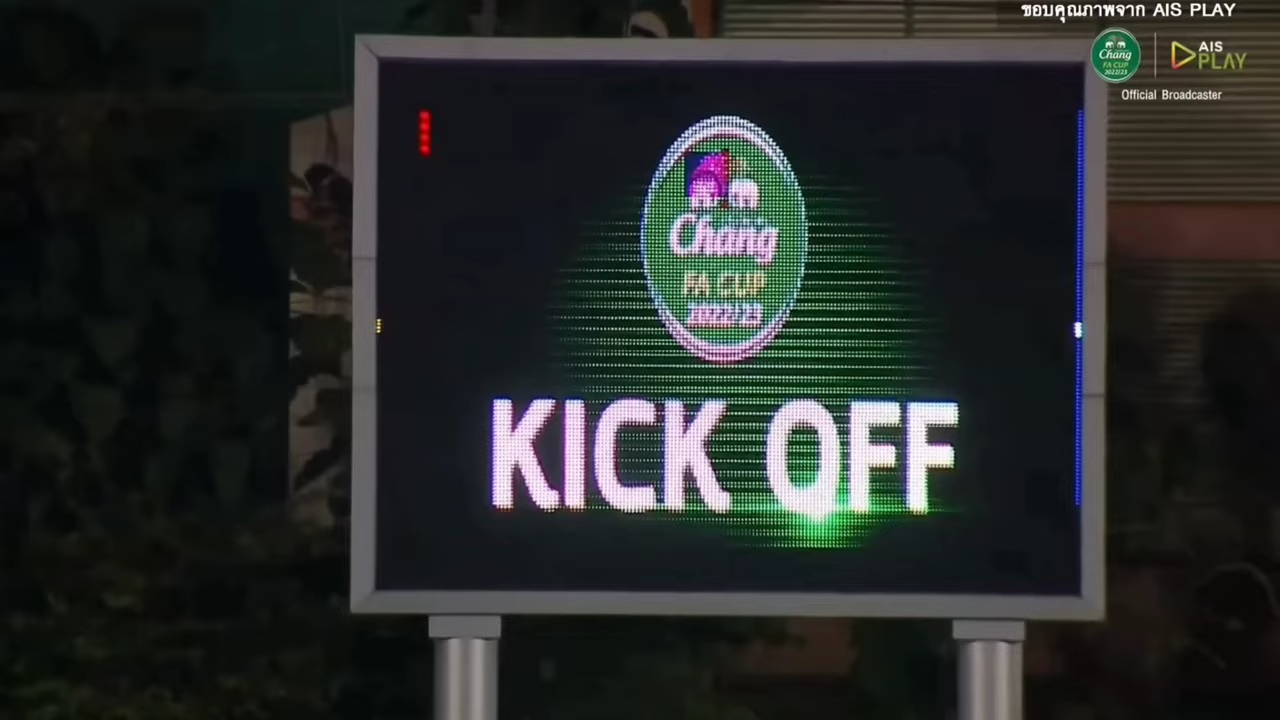 ขอบคุณภาพจาก AIS PLAY
Chang
FA CUP
2022/23
AIS
PLAY
Official Broadcaster
Chang
FA CUP
2022/23
KICK OFF